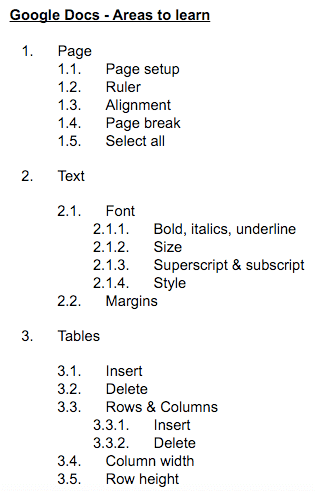 Google Docs - Areas to learn
1. Page
1.1. Page setup
1.2. Ruler
1.3. Alignment
1.4. Page break
1.5. Select all
2. Text
2.1. Font
2.1.1. Bold, italics, underline
2.1.2. Size
2.1.3. Superscript & subscript
2.1.4. Style
2.2. Margins
3. Tables
3.1. Insert
3.2. Delete
3.3. Rows & Columns
3.3.1. Insert
3.3.2. Delete
3.4. Column width
3.5. Row height